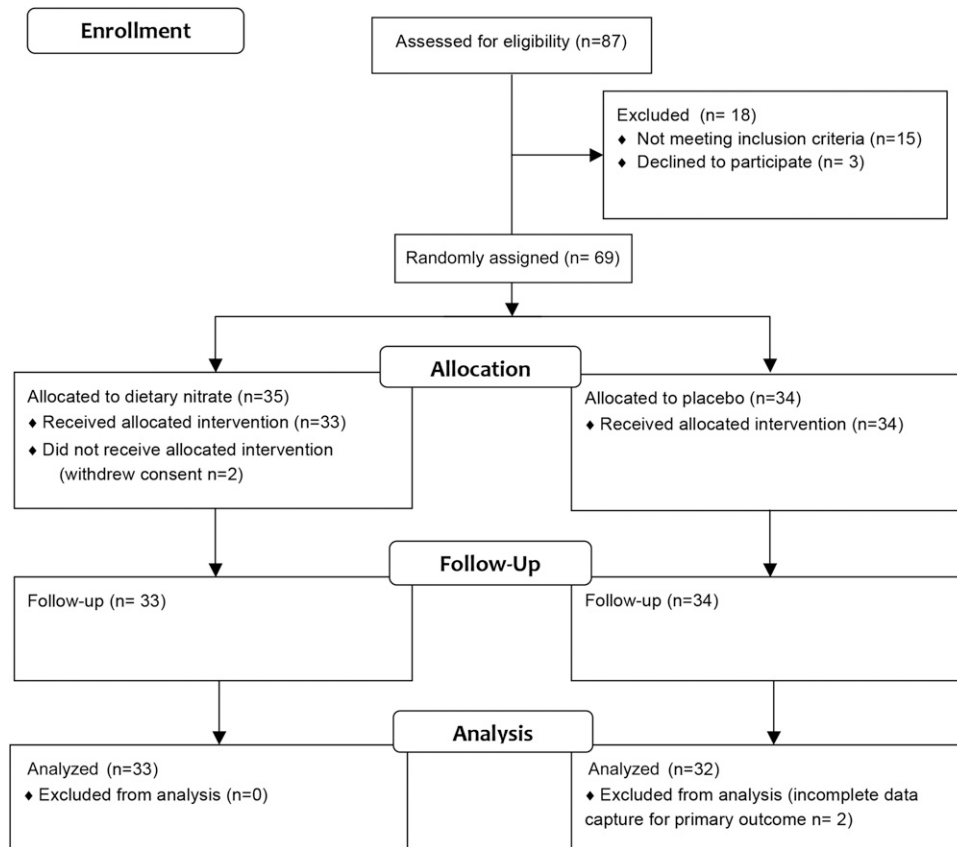 Enrollment
Assessed for eligibility (n=87)
Excluded (n= 18)
♦ Not meeting inclusion criteria (n=15)
♦ Declined to participate (n= 3)
Randomly assigned (n= 69)
Allocation
Allocated to dietary nitrate (n=35)
♦ Received allocated intervention (n=33)
♦ Did not receive allocated intervention
(withdrew consent n=2)
Allocated to placebo (n=34)
♦ Received allocated intervention (n=34)
Follow-Up
Follow-up (n= 33)
Follow-up (n=34)
Analysis
Analyzed (n=33)
♦ Excluded from analysis (n=0)
Analyzed (n=32)
♦ Excluded from analysis (incomplete data
capture for primary outcome n= 2)